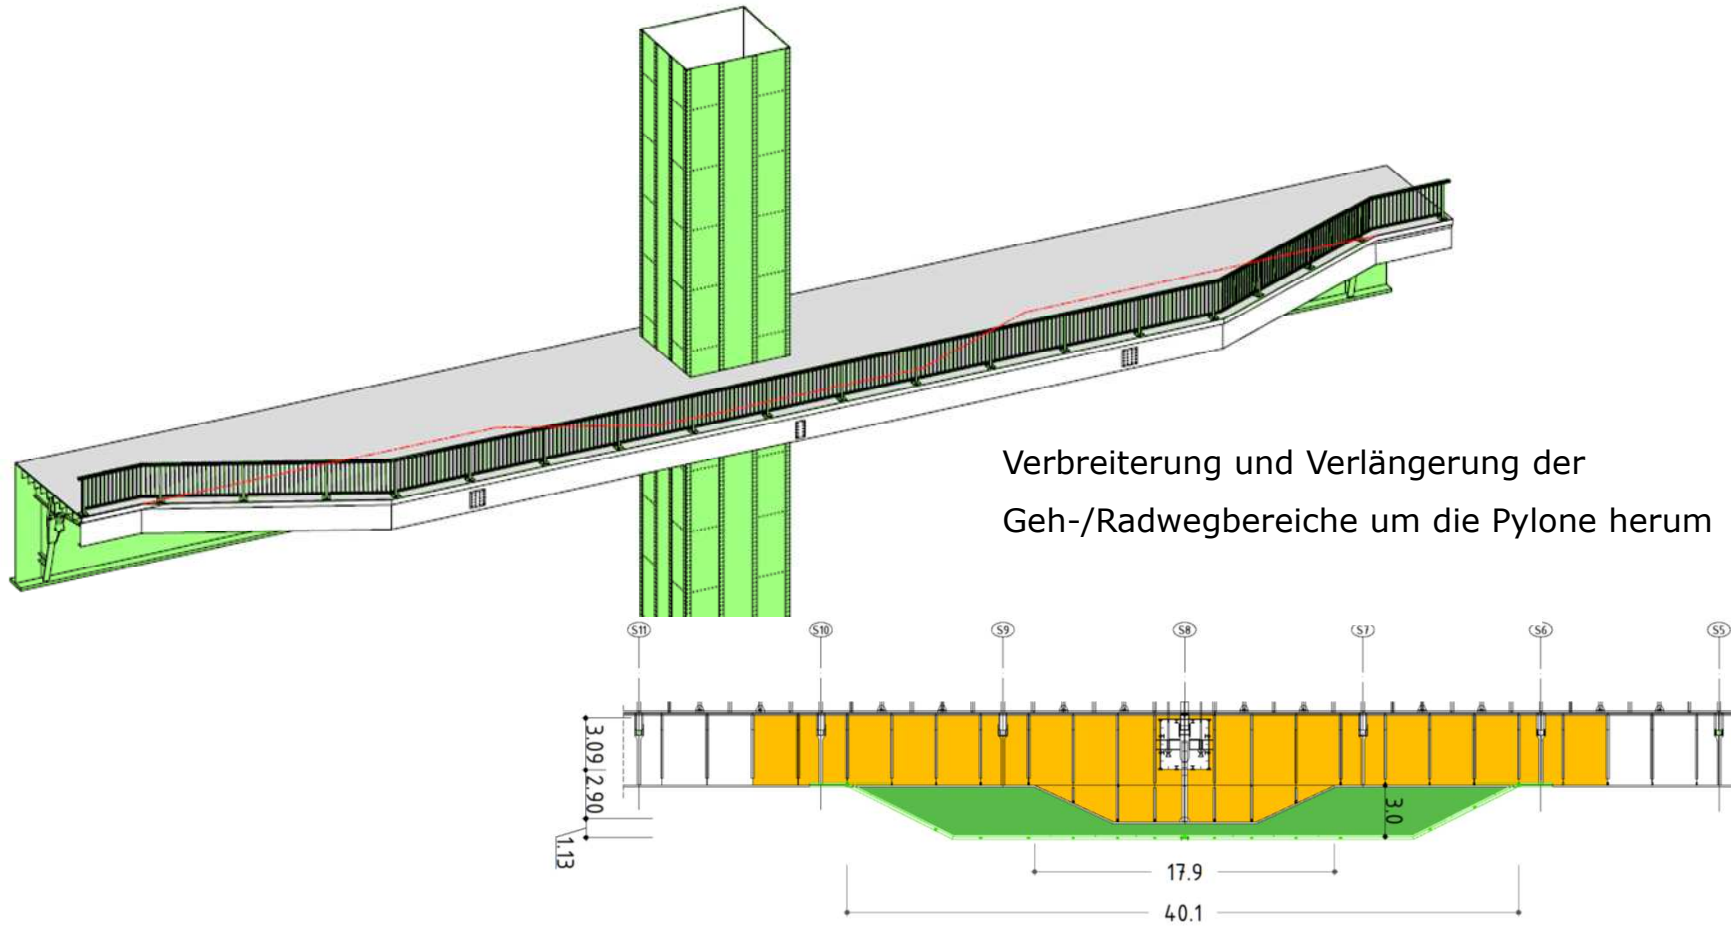 Verbreiterung und Verlängerung der
Geh-/Radwegbereiche um die Pylone herum
S11 S10 S9 S8 S7 S6 S5
3.09
2.90
1.13
3.0
17.9
40.1